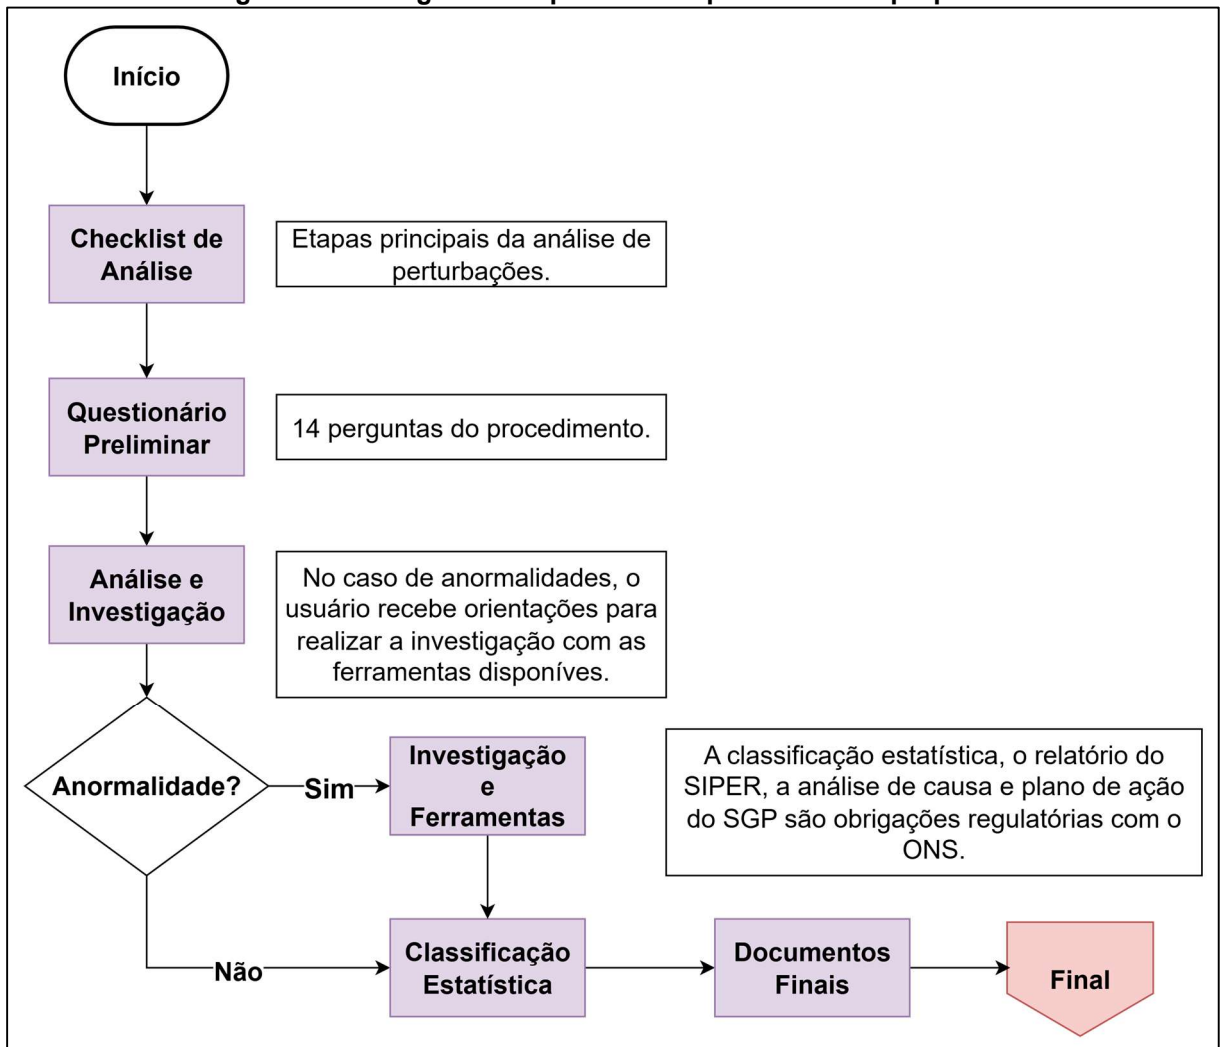 Início
Checklist de
Análise
Etapas principais da análise de
perturbações.
Questionário
Preliminar
14 perguntas do procedimento.
Análise e
Investigação
No caso de anormalidades, o
usuário recebe orientações para
realizar a investigação com as
ferramentas disponíves.
Anormalidade?
Sim
Investigação
e
Ferramentas
A classificação estatística, o relatório do
SIPER, a análise de causa e plano de ação
do SGP são obrigações regulatórias com o
ONS.
Não
Classificação
Estatística
Documentos
Finais
Final